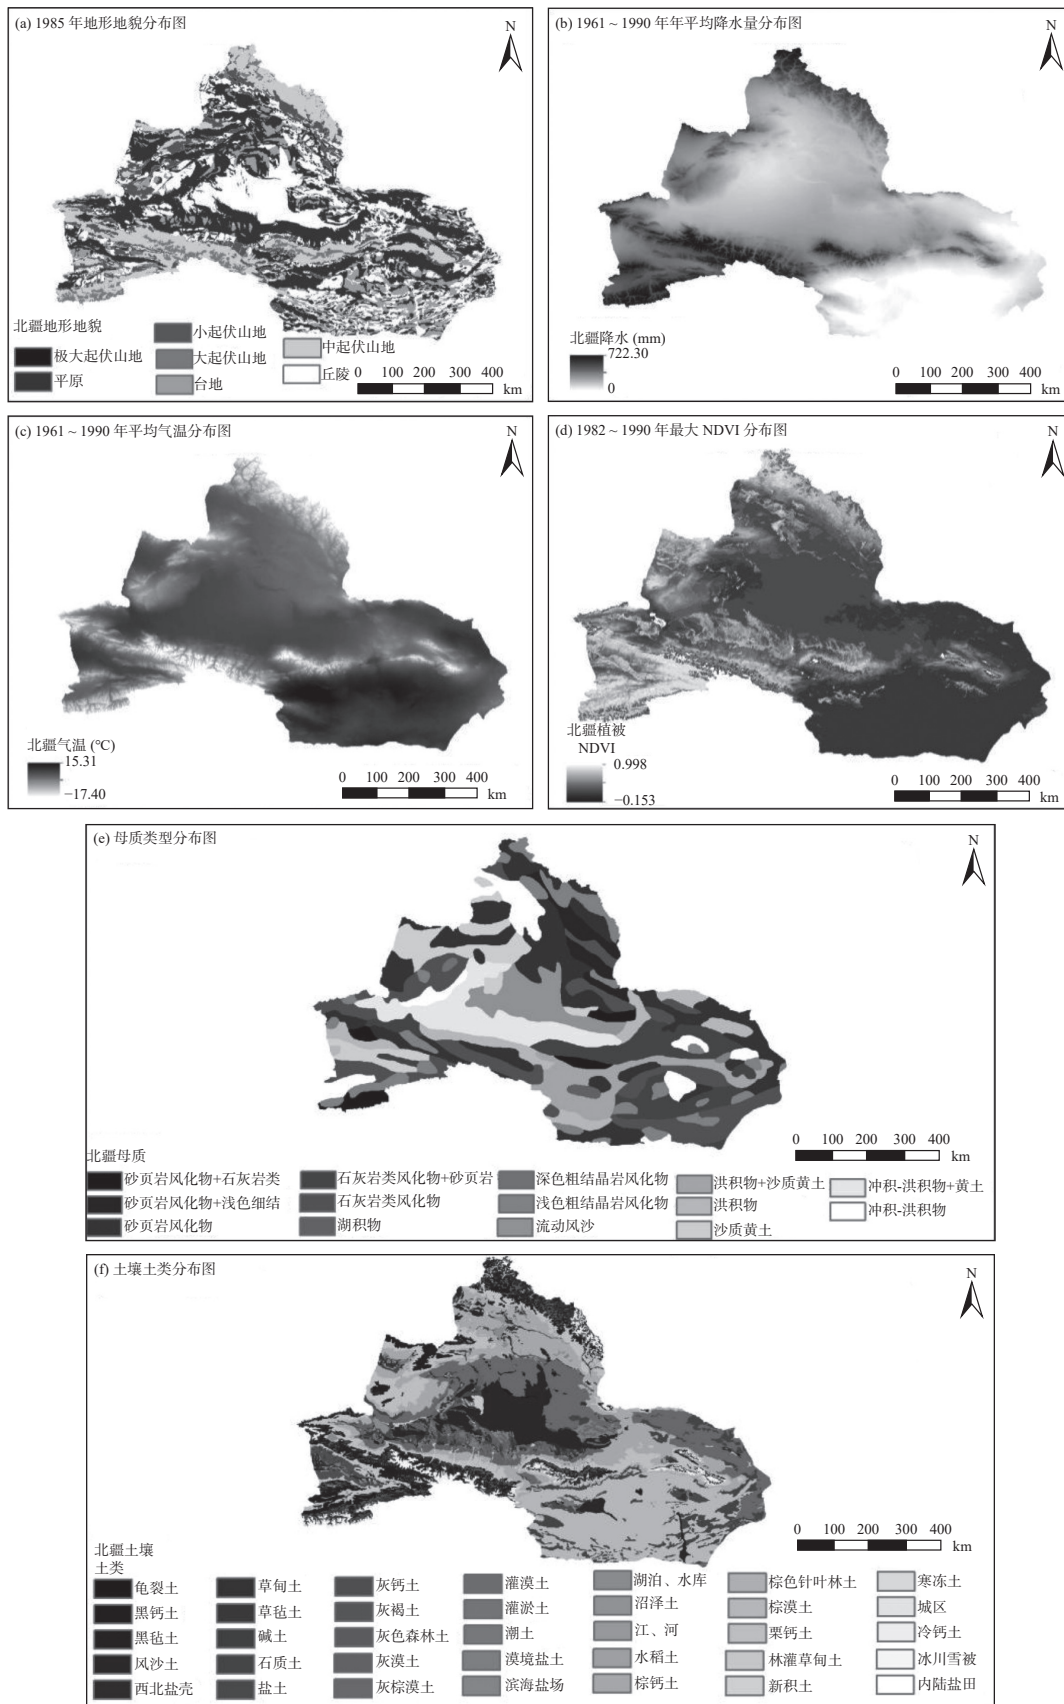 (a) 1985 年地形地貌分布图
N
北疆地形地貌
极大起伏山地
平原
小起伏山地
大起伏山地
台地
中起伏山地
丘陵
0 100 200 300 400
km
(b) 1961 ~ 1990 年年平均降水量分布图
N
北疆降水 (mm)
722.30
0
0 100 200 300 400
km
(c) 1961 ~ 1990 年平均气温分布图
N
北疆气温 (℃)
15.31
−17.40
0 100 200 300 400
km
(d) 1982 ~ 1990 年最大 NDVI 分布图
N
北疆植被
NDVI
0.998
−0.153
0 100 200 300 400
km
(e) 母质类型分布图
N
0 100 200 300 400
km
北疆母质
砂页岩风化物+石灰岩类
砂页岩风化物+浅色细结
砂页岩风化物
石灰岩类风化物+砂页岩
石灰岩类风化物
湖积物
深色粗结晶岩风化物
浅色粗结晶岩风化物
流动风沙
洪积物+沙质黄土
洪积物
沙质黄土
冲积-洪积物+黄土
冲积-洪积物
(f) 土壤土类分布图
N
0 100 200 300 400
km
北疆土壤
土类
龟裂土
黑钙土
黑毡土
风沙土
西北盐壳
草甸土
草毡土
碱土
石质土
盐土
灰钙土
灰褐土
灰色森林土
灰漠土
灰棕漠土
灌漠土
灌淤土
潮土
漠境盐土
滨海盐场
湖泊、水库
沼泽土
江、河
水稻土
棕钙土
棕色针叶林土
棕漠土
栗钙土
林灌草甸土
新积土
寒冻土
城区
冷钙土
冰川雪被
内陆盐田